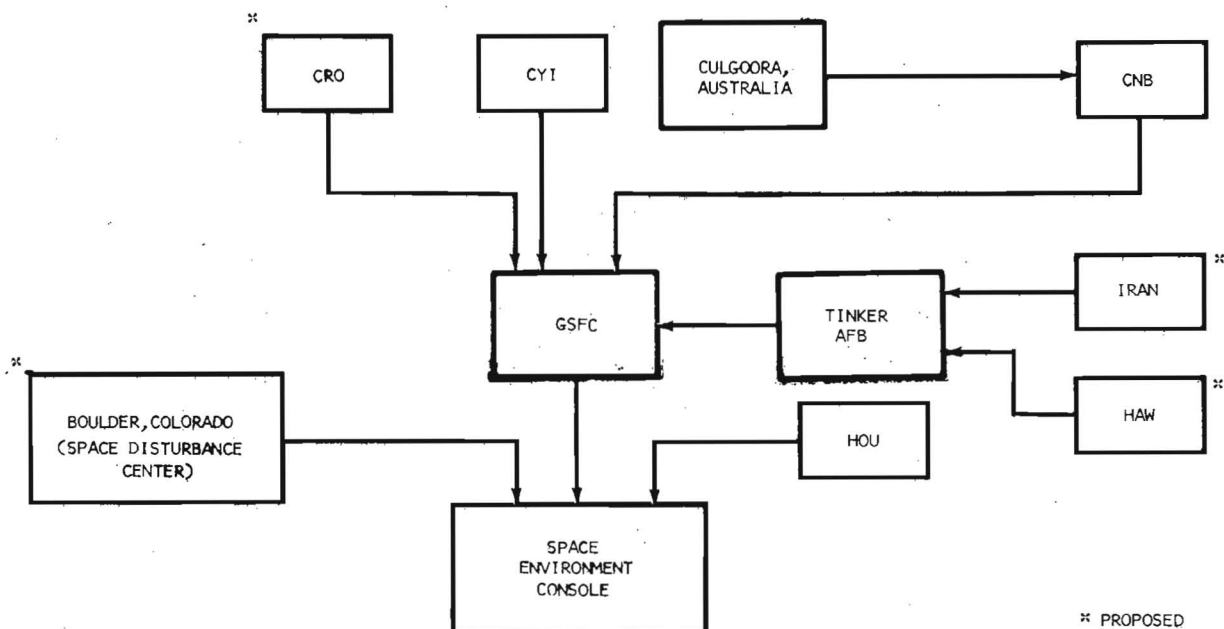 *
CRO
CYI
CULGOORA,
AUSTRALIA
CNB
GSFC
TINKER
AFB
*
IRAN
*
HAW
*
BOULDER,COLORADO
(SPACE DISTURBANCE
CENTER)
HOU
SPACE
ENVIRONMENT
CONSOLE
* PROPOSED